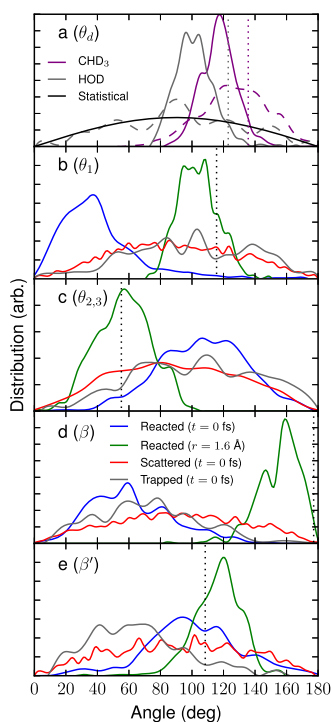 a (θ_d)
CHD₃
HOD
Statistical
b (θ₁)
c (θ₂,₃)
d (β)
Reacted (t = 0 fs)
Reacted (r = 1.6 Å)
Scattered (t = 0 fs)
Trapped (t = 0 fs)
e (β′)
Distribution (arb.)
0 20 40 60 80 100 120 140 160 180
Angle (deg)